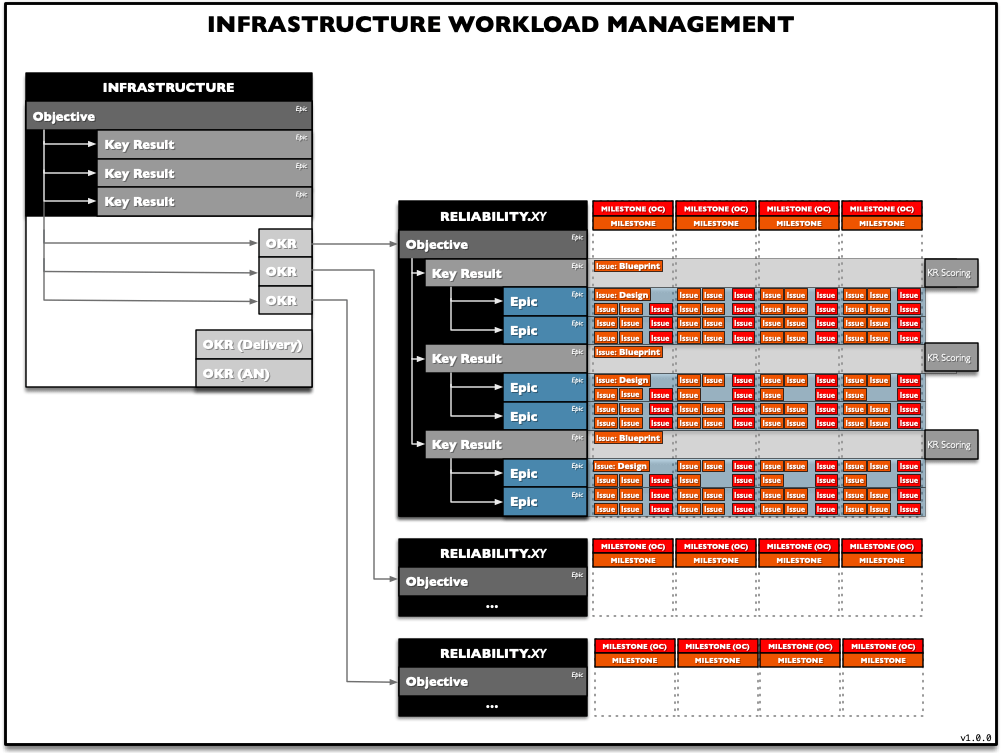 INFRASTRUCTURE WORKLOAD MANAGEMENT
INFRASTRUCTURE
Objective Epic
Key Result Epic
Key Result Epic
Key Result Epic
OKR
OKR
OKR
OKR (Delivery)
OKR (AN)
RELIABILITY.XY
MILESTONE (OC) MILESTONE (OC) MILESTONE (OC) MILESTONE (OC)
MILESTONE MILESTONE MILESTONE MILESTONE
Objective Epic
Key Result Epic Issue: Blueprint KR Scoring
Epic Epic Issue: Design Issue Issue Issue Issue Issue Issue Issue Issue Issue
Issue Issue Issue Issue Issue Issue Issue Issue Issue Issue Issue Issue
Epic Epic Issue Issue Issue Issue Issue Issue Issue Issue Issue Issue Issue Issue
Issue Issue Issue Issue Issue Issue Issue Issue Issue Issue Issue Issue
Key Result Epic Issue: Blueprint KR Scoring
Epic Epic Issue: Design Issue Issue Issue Issue Issue Issue Issue Issue Issue
Issue Issue Issue Issue Issue Issue Issue Issue Issue Issue
Epic Epic Issue Issue Issue Issue Issue Issue Issue Issue Issue Issue Issue Issue
Issue Issue Issue Issue Issue Issue Issue Issue Issue Issue Issue Issue
Key Result Epic Issue: Blueprint KR Scoring
Epic Epic Issue: Design Issue Issue Issue Issue Issue Issue Issue Issue Issue
Issue Issue Issue Issue Issue Issue Issue Issue Issue Issue
Epic Epic Issue Issue Issue Issue Issue Issue Issue Issue Issue Issue Issue Issue
Issue Issue Issue Issue Issue Issue Issue Issue Issue Issue Issue Issue
RELIABILITY.XY
MILESTONE (OC) MILESTONE (OC) MILESTONE (OC) MILESTONE (OC)
MILESTONE MILESTONE MILESTONE MILESTONE
Objective Epic
...
RELIABILITY.XY
MILESTONE (OC) MILESTONE (OC) MILESTONE (OC) MILESTONE (OC)
MILESTONE MILESTONE MILESTONE MILESTONE
Objective Epic
...
v1.0.0